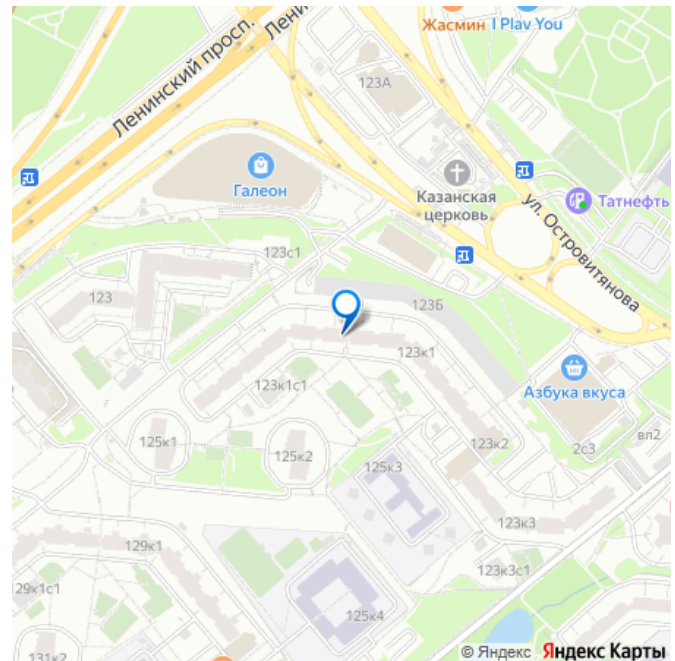 Жасмин
I Play You
Ленинский просп.
Лени
123А
Галеон
Казанская
церковь
Татнефть
ул. Островитянова
123с1
123
123Б
123к1
123к1с1
Азбука вкуса
125к1
125к2
125к3
123к2
2с3
вл2
123к3
129к1
123к3с1
29к1с1
125к4
131к2
© Яндекс Яндекс Карты